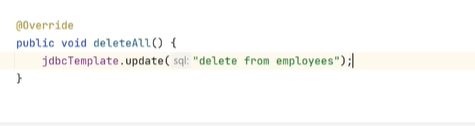 @Override
public void deleteAll() {
jdbcTemplate.update( sql: "delete from employees");
}